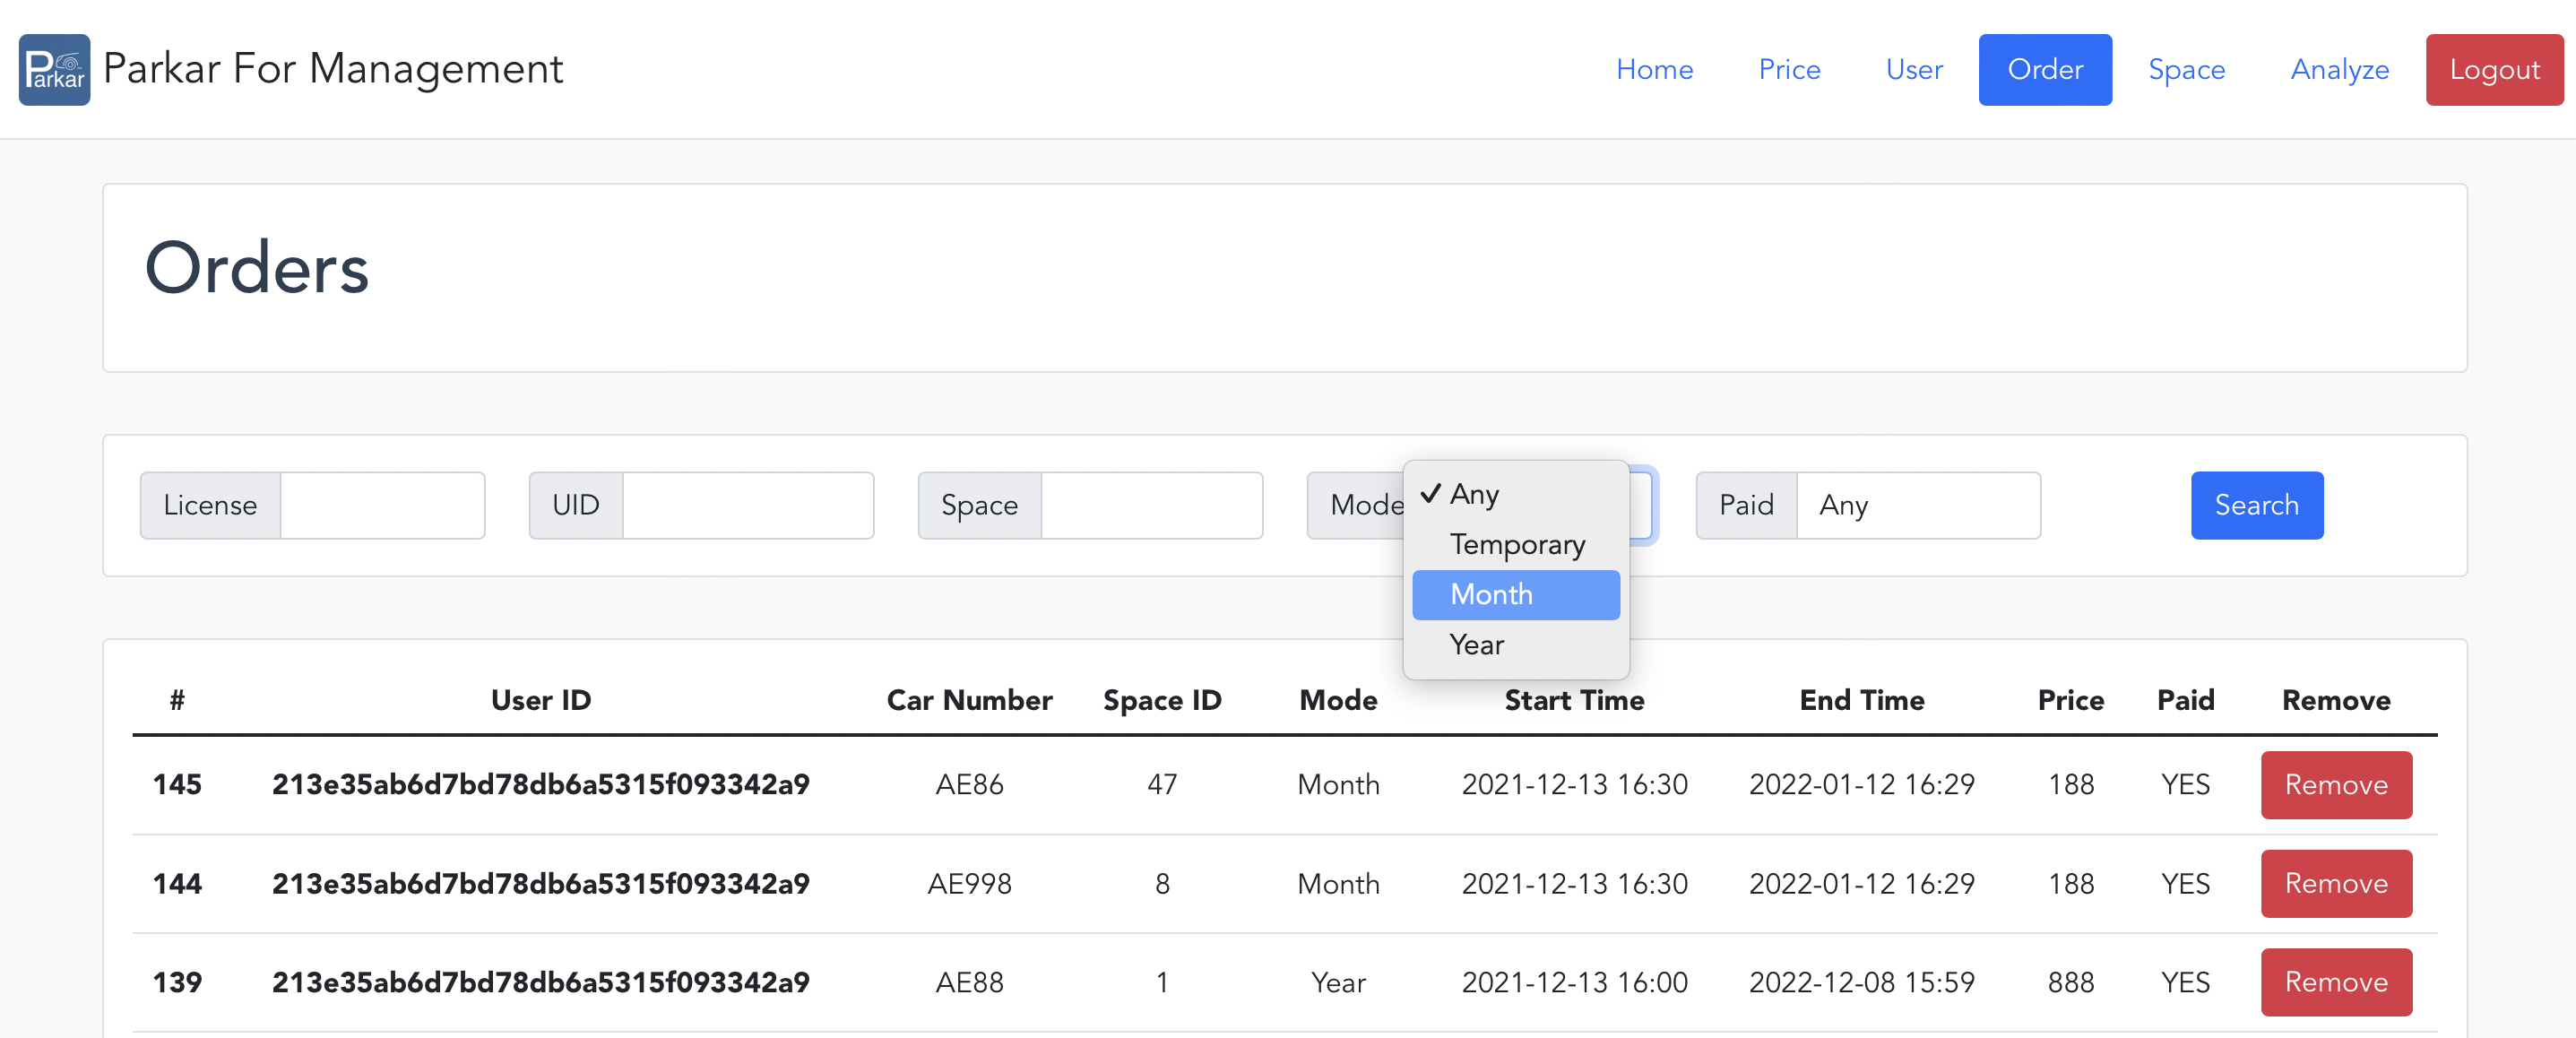 Parkar Parkar For Management Home Price User Order Space Analyze Logout
Orders
License UID Space Mode Paid Any Search
Any
Temporary
Month
Year
# User ID Car Number Space ID Mode Start Time End Time Price Paid Remove
145 213e35ab6d7bd78db6a5315f093342a9 AE86 47 Month 2021-12-13 16:30 2022-01-12 16:29 188 YES Remove
144 213e35ab6d7bd78db6a5315f093342a9 AE998 8 Month 2021-12-13 16:30 2022-01-12 16:29 188 YES Remove
139 213e35ab6d7bd78db6a5315f093342a9 AE88 1 Year 2021-12-13 16:00 2022-12-08 15:59 888 YES Remove